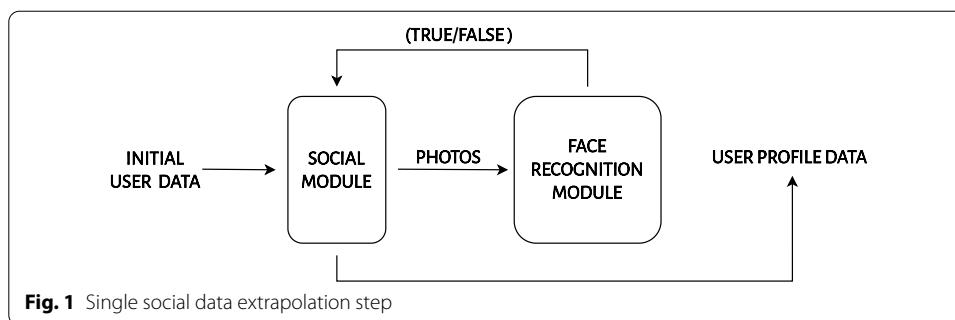 (TRUE/FALSE )
INITIAL
USER DATA
SOCIAL
MODULE
PHOTOS
FACE
RECOGNITION
MODULE
USER PROFILE DATA
Fig. 1 Single social data extrapolation step